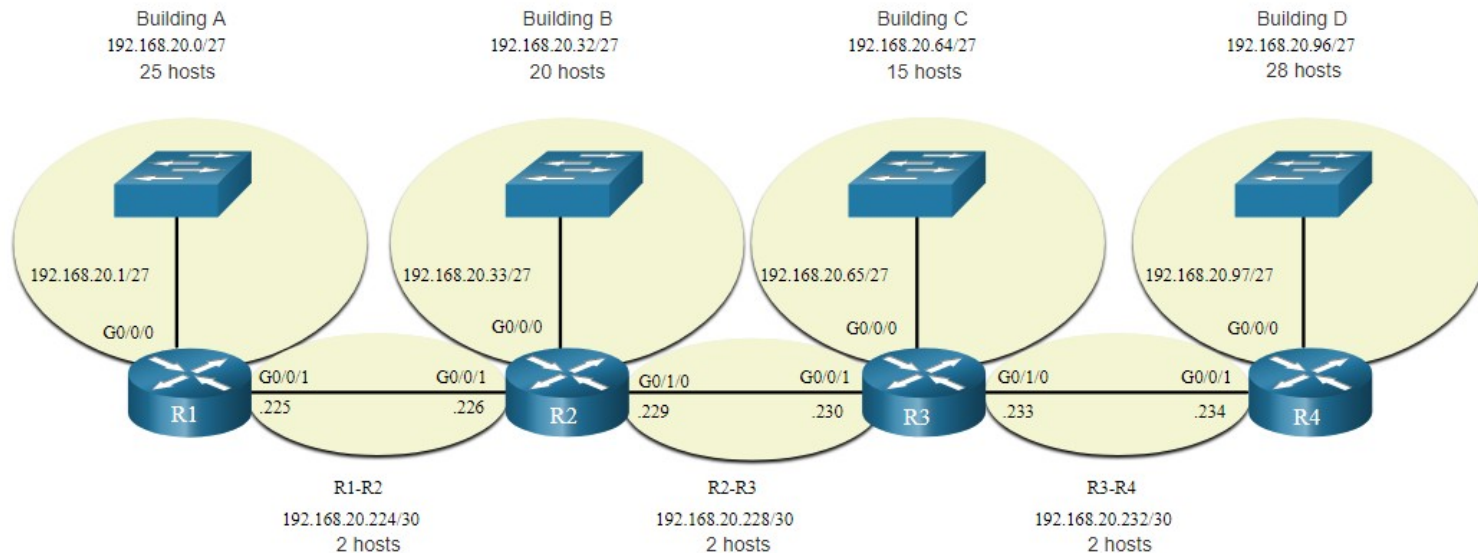 Building A
192.168.20.0/27
25 hosts
Building B
192.168.20.32/27
20 hosts
Building C
192.168.20.64/27
15 hosts
Building D
192.168.20.96/27
28 hosts
192.168.20.1/27
192.168.20.33/27
192.168.20.65/27
192.168.20.97/27
G0/0/0
G0/0/0
G0/0/0
G0/0/0
R1
G0/0/1
.225
G0/0/1
.226
R2
G0/1/0
.229
G0/0/1
.230
R3
G0/1/0
.233
G0/0/1
.234
R4
R1-R2
192.168.20.224/30
2 hosts
R2-R3
192.168.20.228/30
2 hosts
R3-R4
192.168.20.232/30
2 hosts